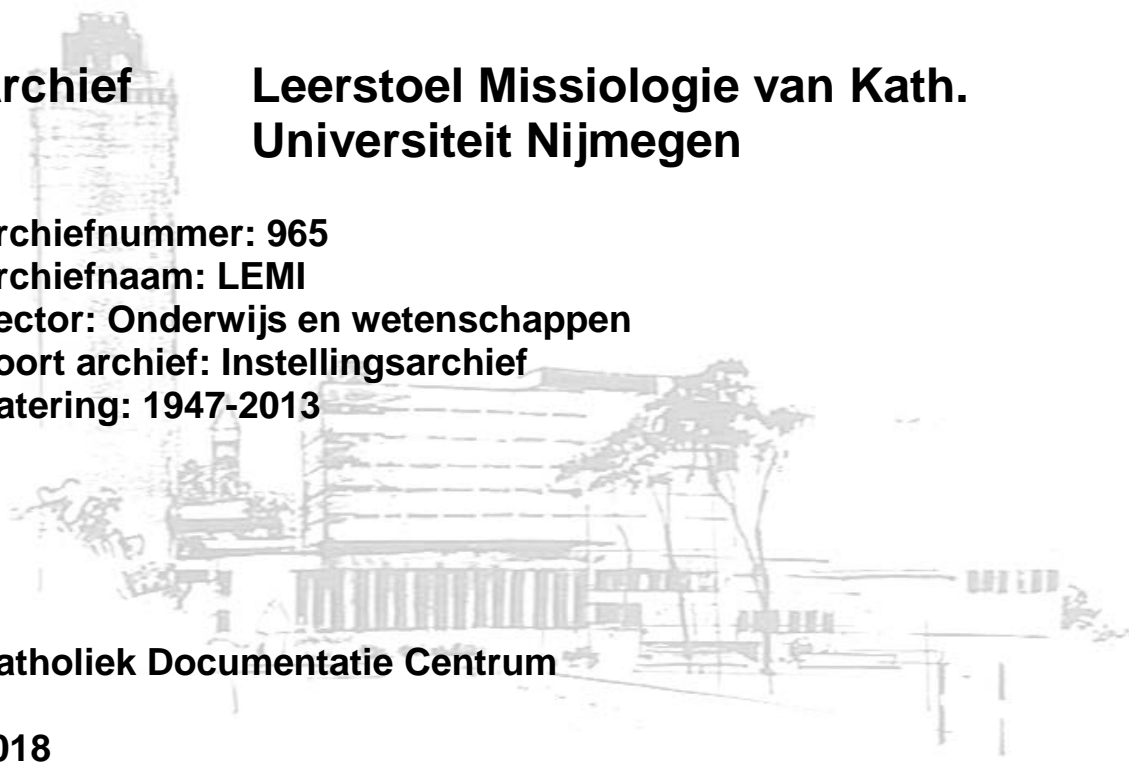 rchief Leerstoel Missiologie van Kath.
Universiteit Nijmegen
rchiefnummer: 965
rchiefnaam: LEMI
ector: Onderwijs en wetenschappen
oort archief: Instellingsarchief
atering: 1947-2013
atholiek Documentatie Centrum
018